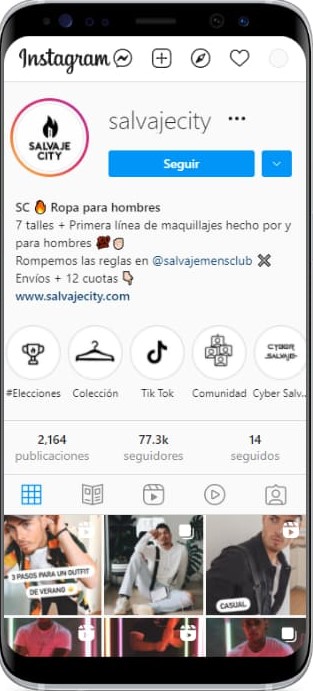 Instagram
SALVAJE
CITY
salvajecity
Seguir
SC 🔥 Ropa para hombres
7 talles + Primera línea de maquillajes hecho por y
para hombres
Rompemos las reglas en @salvajemensclub ✖
Envíos + 12 cuotas 👇
www.salvajecity.com
CYBER
SALVAJE
#Elecciones Colección Tik Tok Comunidad Cyber Salv..
2,164 77.3k 14
publicaciones seguidores seguidos
3 PASOS PARA UN OUTFIT
DE VERANO
CASUAL